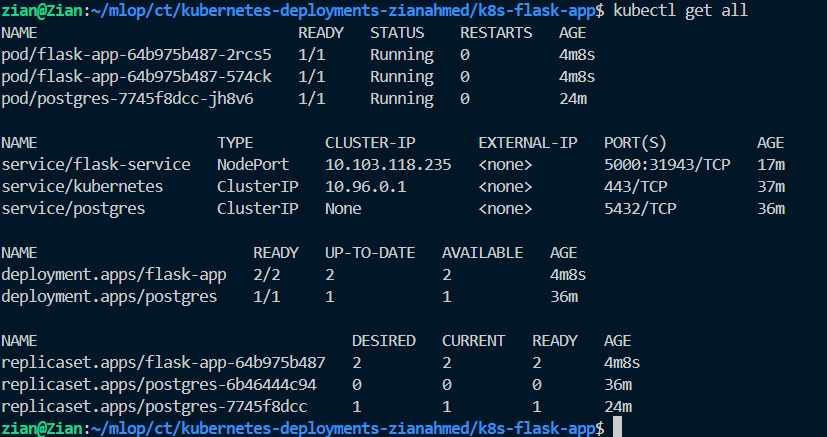 zian@Zian:~/mlop/ct/kubernetes-deployments-zianahmed/k8s-flask-app$ kubectl get all
NAME READY STATUS RESTARTS AGE
pod/flask-app-64b975b487-2rcs5 1/1 Running 0 4m8s
pod/flask-app-64b975b487-574ck 1/1 Running 0 4m8s
pod/postgres-7745f8dcc-jh8v6 1/1 Running 0 24m
NAME TYPE CLUSTER-IP EXTERNAL-IP PORT(S) AGE
service/flask-service NodePort 10.103.118.235 <none> 5000:31943/TCP 17m
service/kubernetes ClusterIP 10.96.0.1 <none> 443/TCP 37m
service/postgres ClusterIP None <none> 5432/TCP 36m
NAME READY UP-TO-DATE AVAILABLE AGE
deployment.apps/flask-app 2/2 2 2 4m8s
deployment.apps/postgres 1/1 1 1 36m
NAME DESIRED CURRENT READY AGE
replicaset.apps/flask-app-64b975b487 2 2 2 4m8s
replicaset.apps/postgres-6b46444c94 0 0 0 36m
replicaset.apps/postgres-7745f8dcc 1 1 1 24m
zian@Zian:~/mlop/ct/kubernetes-deployments-zianahmed/k8s-flask-app$